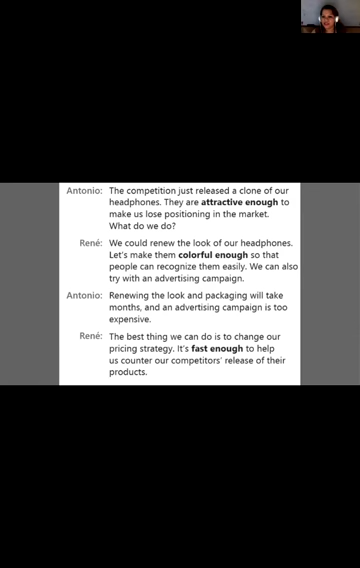 Antonio: The competition just released a clone of our
headphones. They are attractive enough to
make us lose positioning in the market.
What do we do?
René: We could renew the look of our headphones.
Let's make them colorful enough so that
people can recognize them easily. We can also
try with an advertising campaign.
Antonio: Renewing the look and packaging will take
months, and an advertising campaign is too
expensive.
René: The best thing we can do is to change our
pricing strategy. It's fast enough to help
us counter our competitors' release of their
products.